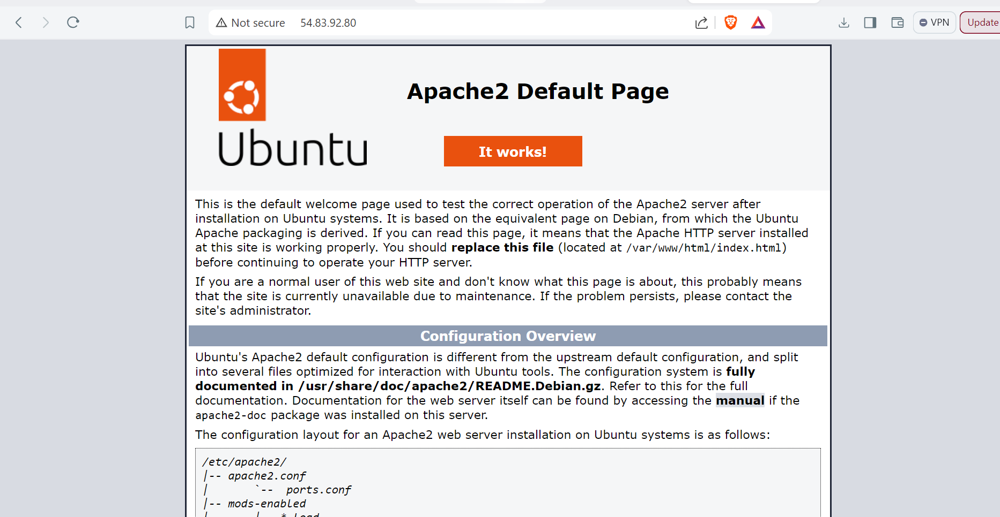 Not secure 54.83.92.80 VPN Update
Apache2 Default Page
Ubuntu
It works!
This is the default welcome page used to test the correct operation of the Apache2 server after
installation on Ubuntu systems. It is based on the equivalent page on Debian, from which the Ubuntu
Apache packaging is derived. If you can read this page, it means that the Apache HTTP server installed
at this site is working properly. You should replace this file (located at /var/www/html/index.html)
before continuing to operate your HTTP server.
If you are a normal user of this web site and don't know what this page is about, this probably means
that the site is currently unavailable due to maintenance. If the problem persists, please contact the
site's administrator.
Configuration Overview
Ubuntu's Apache2 default configuration is different from the upstream default configuration, and split
into several files optimized for interaction with Ubuntu tools. The configuration system is fully
documented in /usr/share/doc/apache2/README.Debian.gz. Refer to this for the full
documentation. Documentation for the web server itself can be found by accessing the manual if the
apache2-doc package was installed on this server.
The configuration layout for an Apache2 web server installation on Ubuntu systems is as follows:
/etc/apache2/
|-- apache2.conf
|       `--  ports.conf
|-- mods-enabled
|       |-- *.load